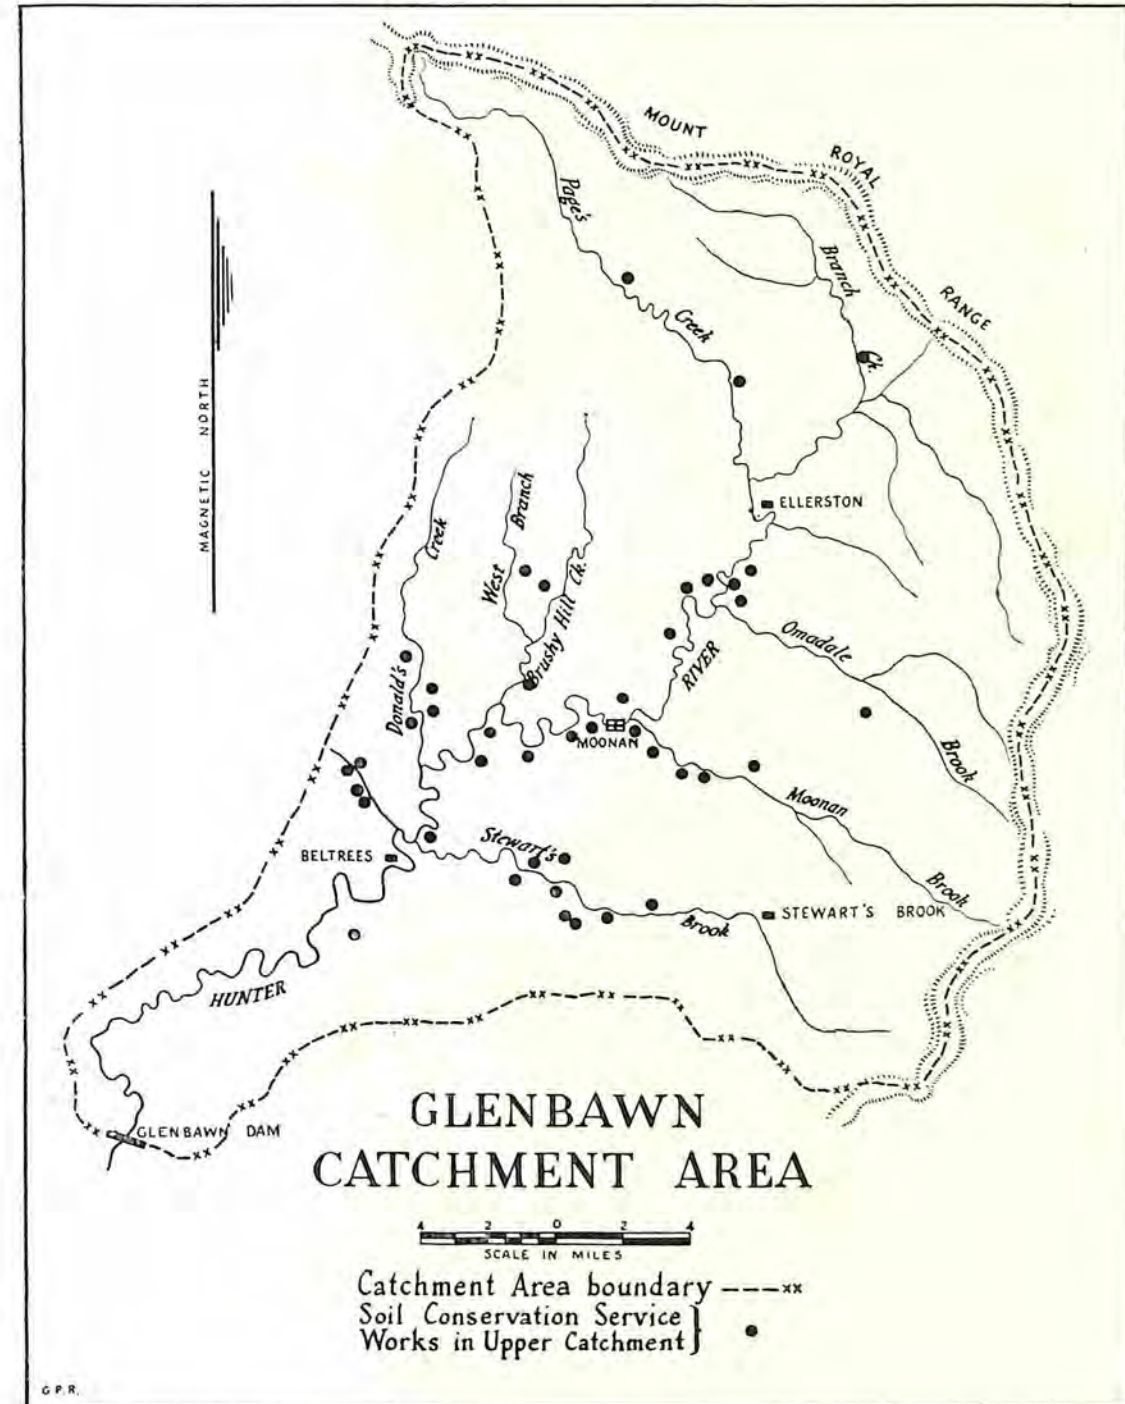 MOUNT
ROYAL
RANGE
Page's
Creek
Branch
Ck.
MAGNETIC NORTH
ELLERSTON
Creek
Donald's
West
Branch
Brushy Hill Ck.
RIVER
Omadale
Brook
MOONAN
Moonan
Brook
BELTREES
Stewart's
Brook
STEWART'S BROOK
HUNTER
GLENBAWN DAM
GLENBAWN
CATCHMENT AREA
4 2 0 2 4
SCALE IN MILES
Catchment Area boundary ----xx
Soil Conservation Service
Works in Upper Catchment
G.P.R.